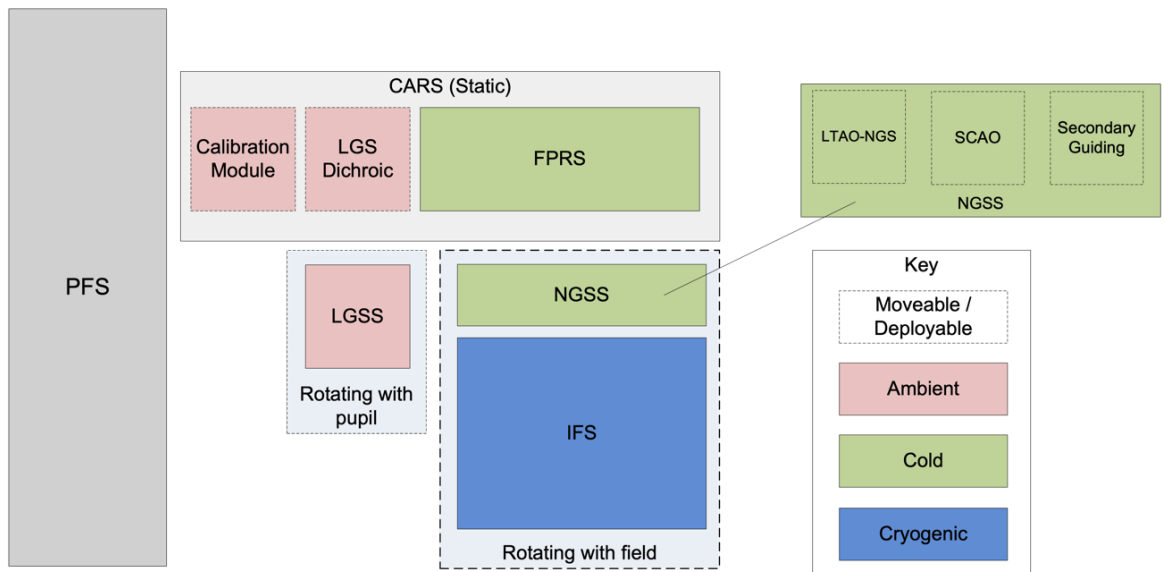 PFS
CARS (Static)
Calibration
Module
LGS
Dichroic
FPRS
LGSS
Rotating with
pupil
NGSS
IFS
Rotating with field
LTAO-NGS
SCAO
Secondary
Guiding
NGSS
Key
Moveable /
Deployable
Ambient
Cold
Cryogenic